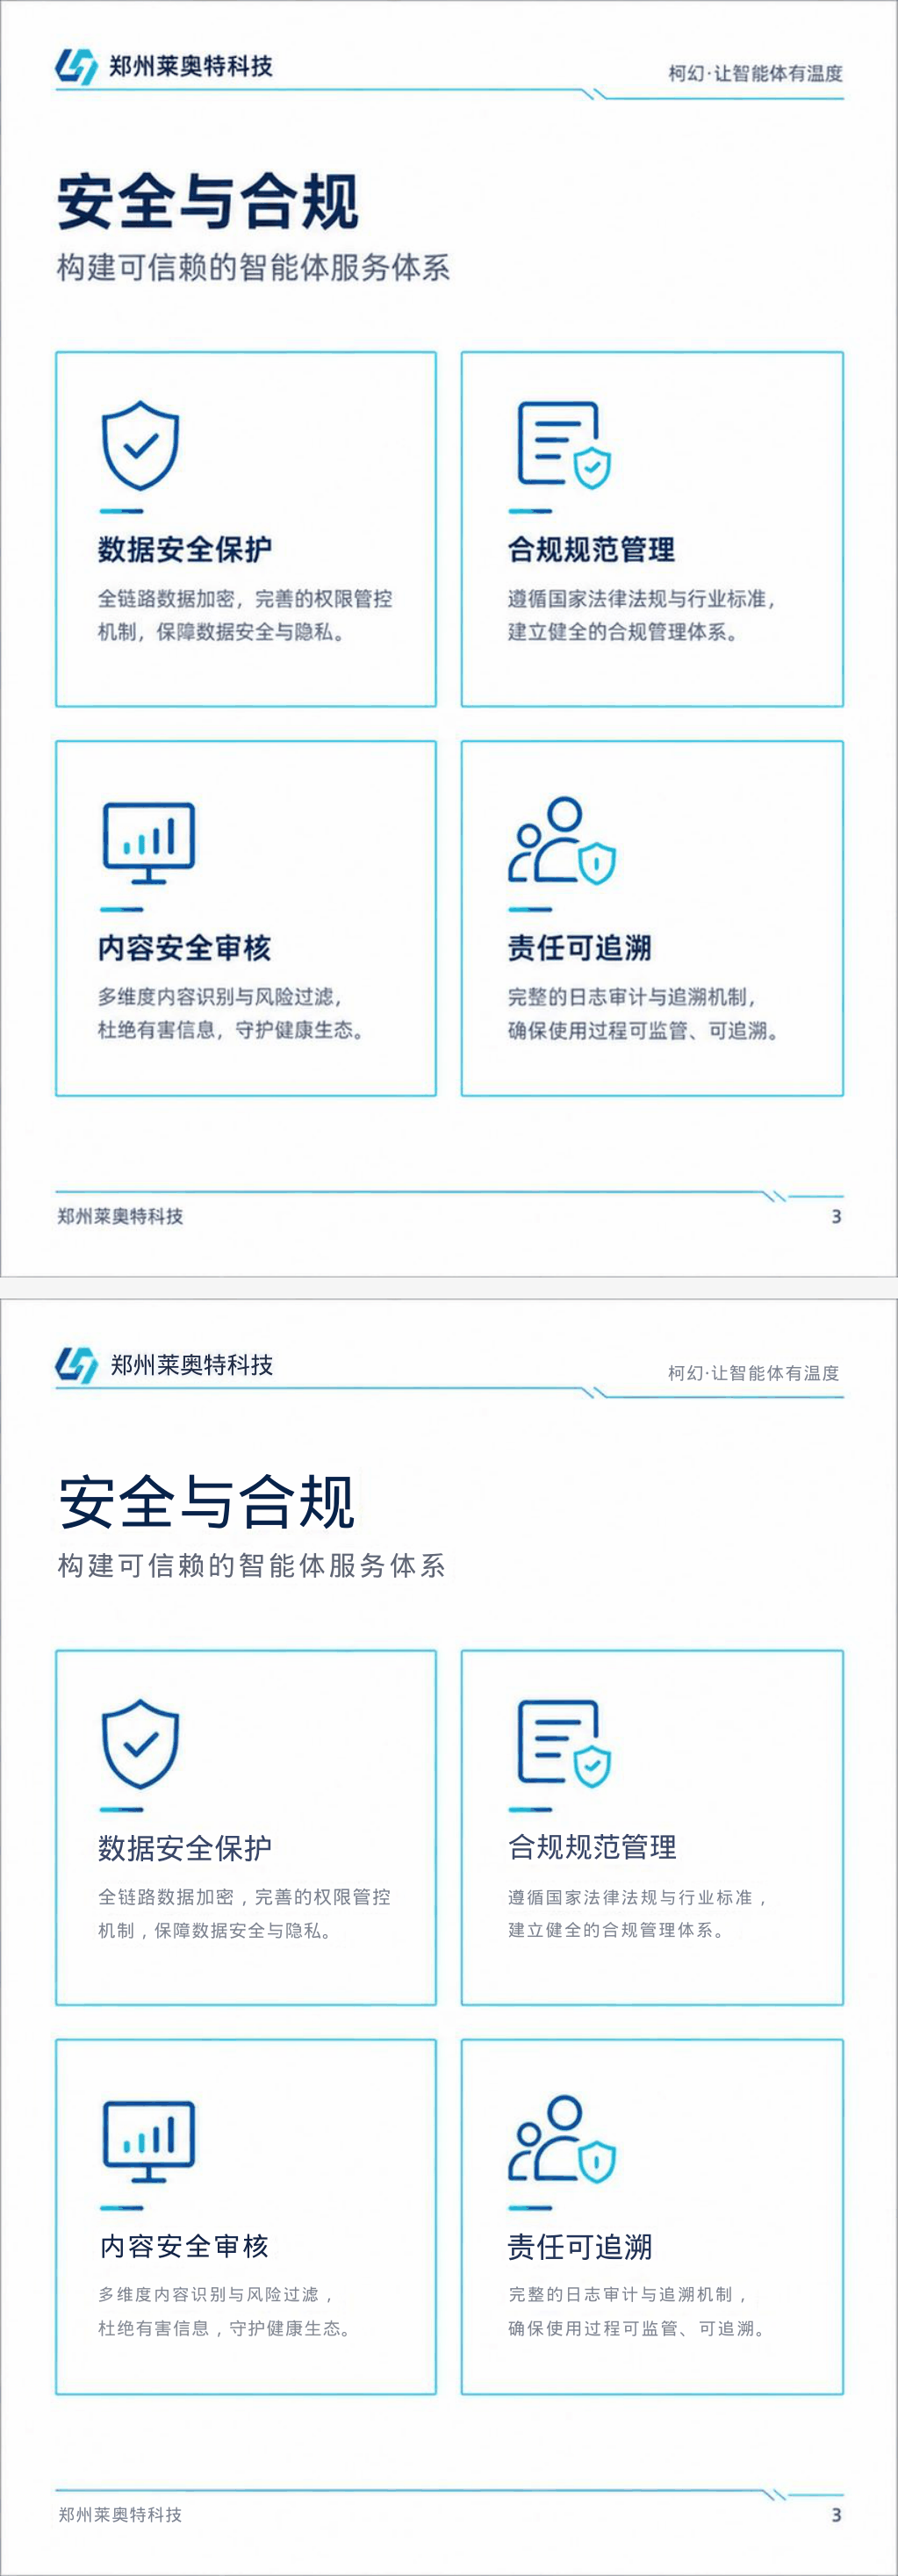 郑州莱奥特科技
柯幻·让智能体有温度
安全与合规
构建可信赖的智能体服务体系
数据安全保护
全链路数据加密，完善的权限管控
机制，保障数据安全与隐私。
合规规范管理
遵循国家法律法规与行业标准，
建立健全的合规管理体系。
内容安全审核
多维度内容识别与风险过滤，
杜绝有害信息，守护健康生态。
责任可追溯
完整的日志审计与追溯机制，
确保使用过程可监管、可追溯。
郑州莱奥特科技
3
郑州莱奥特科技
柯幻·让智能体有温度
安全与合规
构建可信赖的智能体服务体系
数据安全保护
全链路数据加密，完善的权限管控
机制，保障数据安全与隐私。
合规规范管理
遵循国家法律法规与行业标准，
建立健全的合规管理体系。
内容安全审核
多维度内容识别与风险过滤，
杜绝有害信息，守护健康生态。
责任可追溯
完整的日志审计与追溯机制，
确保使用过程可监管、可追溯。
郑州莱奥特科技
3